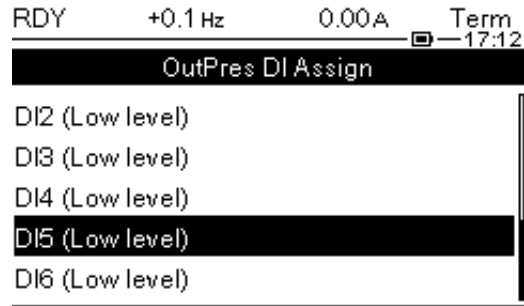 RDY +0.1 Hz 0.00A Term
17:12
OutPres DI Assign
DI2 (Low level)
DI3 (Low level)
DI4 (Low level)
DI5 (Low level)
DI6 (Low level)